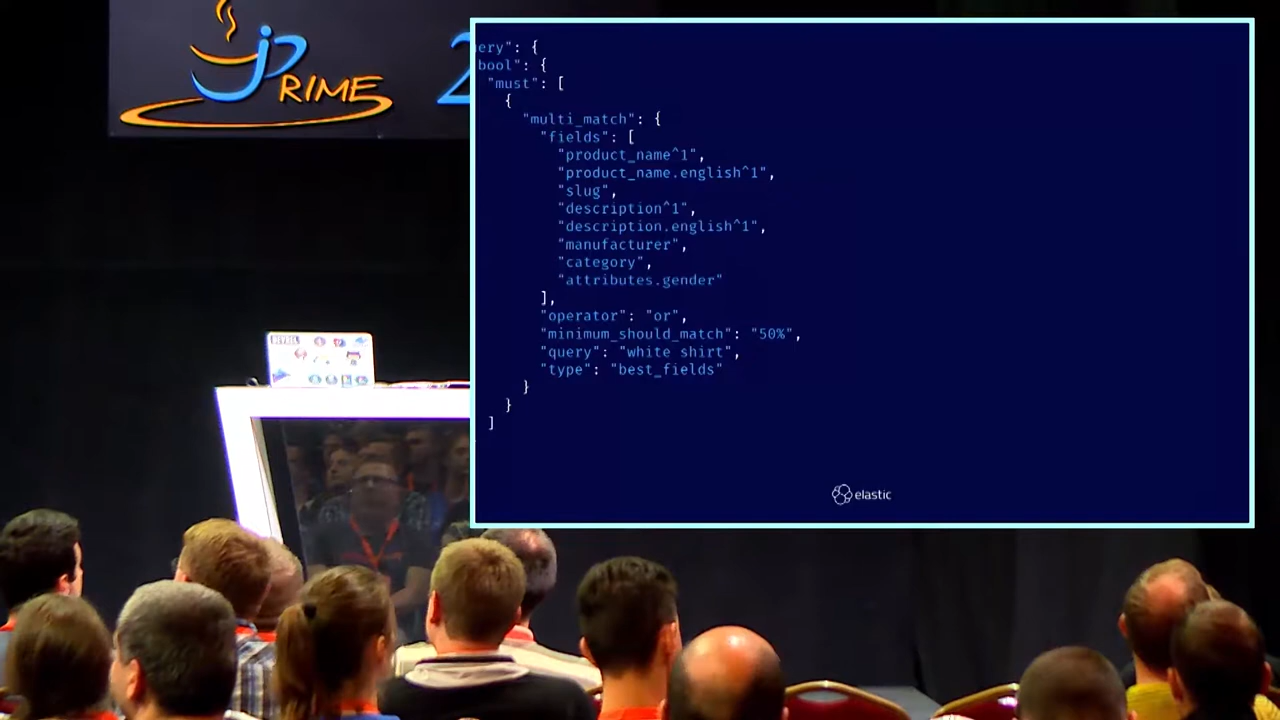 jPRIME
2
ery": {
bool": {
"must": [
{
"multi_match": {
"fields": [
"product_name^1",
"product_name.english^1",
"slug",
"description^1",
"description.english^1",
"manufacturer",
"category",
"attributes.gender"
],
"operator": "or",
"minimum_should_match": "50%",
"query": "white shirt",
"type": "best_fields"
}
}
]
elastic